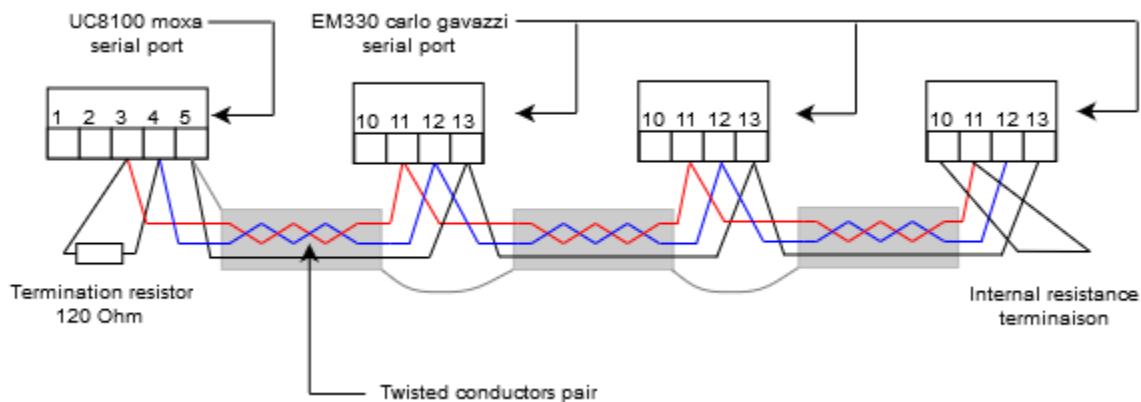 UC8100 moxa
serial port
EM330 carlo gavazzi
serial port
1 2 3 4 5
10 11 12 13
10 11 12 13
10 11 12 13
Termination resistor
120 Ohm
Internal resistance
terminaison
Twisted conductors pair